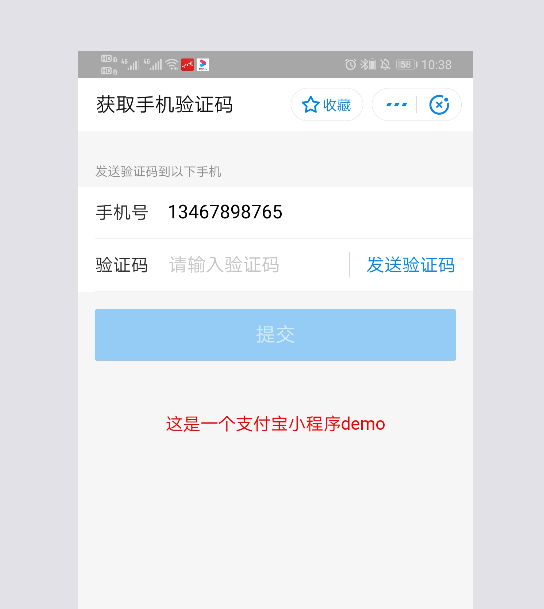 58 10:38
获取手机验证码 收藏
发送验证码到以下手机
手机号 13467898765
验证码 请输入验证码 发送验证码
提交
这是一个支付宝小程序demo